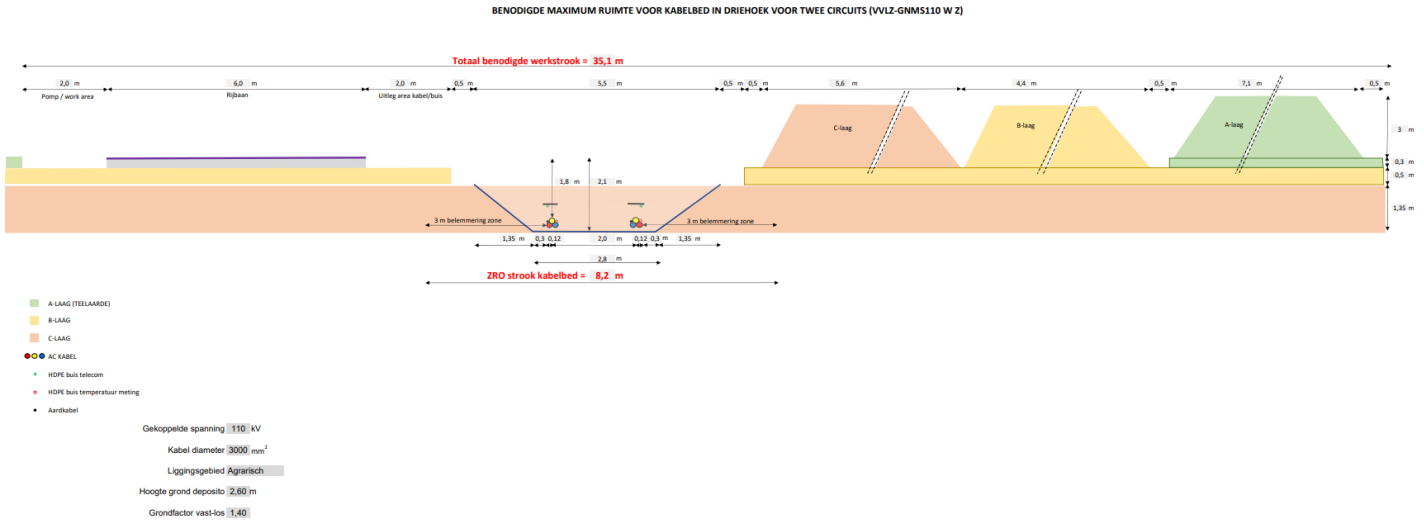 BENODIGDE MAXIMUM RUIMTE VOOR KABELBED IN DRIEHOEK VOOR TWEE CIRCUITS (VVLZ-GNMS110 W Z)
Totaal benodigde werkstrook = 35,1 m
2,0 m 6,0 m 2,0 m 0,5 m 5,5 m 0,5 m 0,5 m 5,6 m 4,4 m 0,5 m 7,1 m 0,5 m
Pomp / work area Rijbaan Uitleg area kabel/buis
C-laag B-laag A-laag
3 m
0,3 m
0,5 m
1,8 m 2,1 m
1,35 m
3 m belemmering zone 3 m belemmering zone
1,35 m 0,3 0,12 2,0 m 0,12 0,3 m 1,35 m
2,8 m
ZRO strook kabelbed = 8,2 m
A-LAAG (TEELAARDE)
B-LAAG
C-LAAG
AC KABEL
HDPE buis telecom
HDPE buis temperatuur meting
Aardkabel
Gekoppelde spanning 110 kV
Kabel diameter 3000 mm²
Liggingsgebied Agrarisch
Hoogte grond deposito 2,60 m
Grondfactor vast-los 1,40